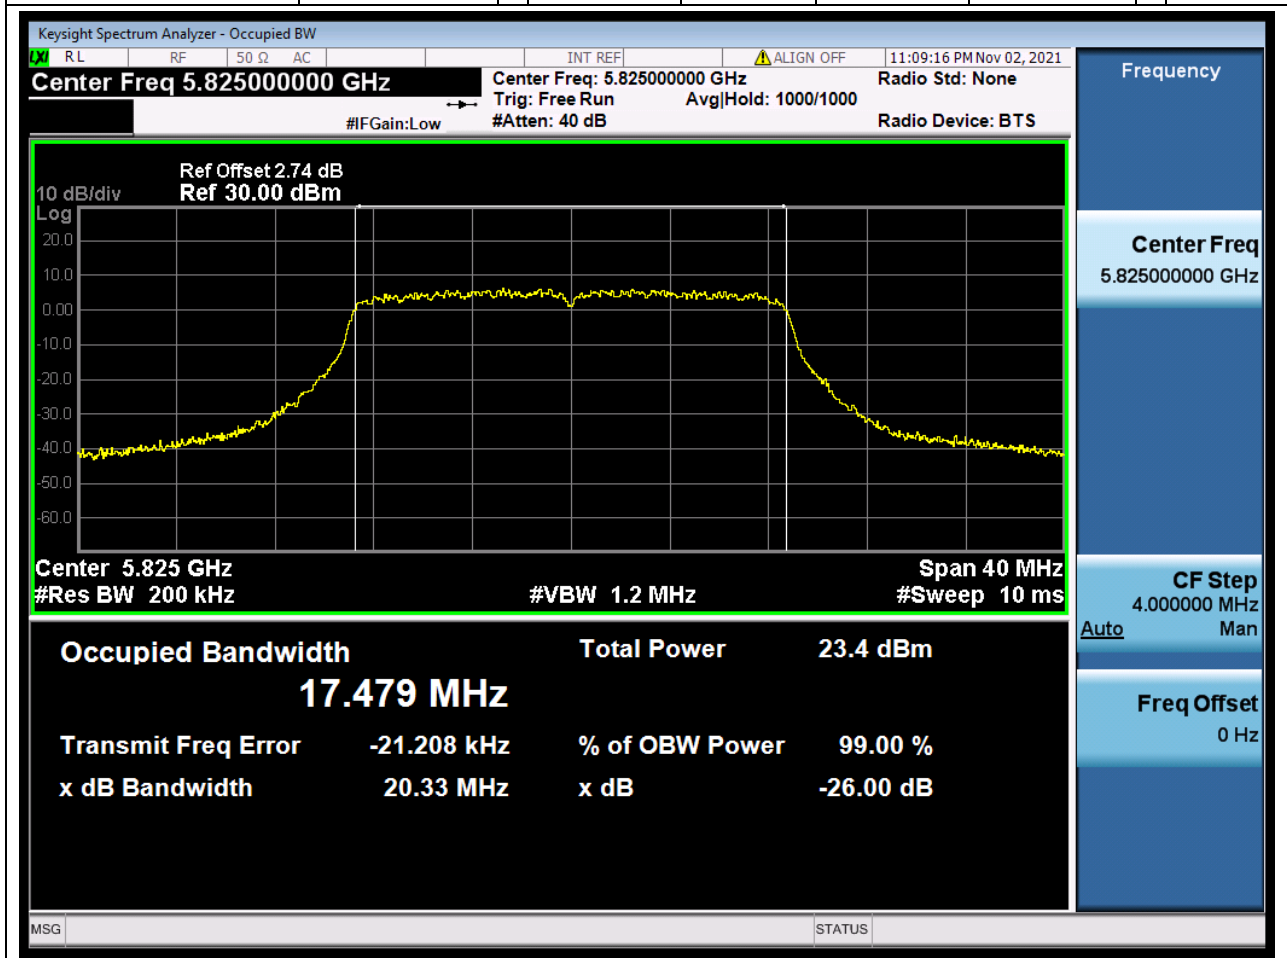 Keysight Spectrum Analyzer - Occupied BW
LXI RL RF 50 Ω AC INT REF ALIGN OFF 11:09:16 PM Nov 02, 2021
Center Freq 5.825000000 GHz
Center Freq: 5.825000000 GHz Radio Std: None
Trig: Free Run Avg|Hold: 1000/1000
#IFGain:Low #Atten: 40 dB Radio Device: BTS
Ref Offset 2.74 dB
10 dB/div Ref 30.00 dBm
Log
20.0
10.0
0.00
-10.0
-20.0
-30.0
-40.0
-50.0
-60.0
Center 5.825 GHz Span 40 MHz
#Res BW 200 kHz #VBW 1.2 MHz #Sweep 10 ms
Occupied Bandwidth Total Power 23.4 dBm
17.479 MHz
Transmit Freq Error -21.208 kHz % of OBW Power 99.00 %
x dB Bandwidth 20.33 MHz x dB -26.00 dB
MSG STATUS
Frequency
Center Freq
5.825000000 GHz
CF Step
4.000000 MHz
Auto Man
Freq Offset
0 Hz